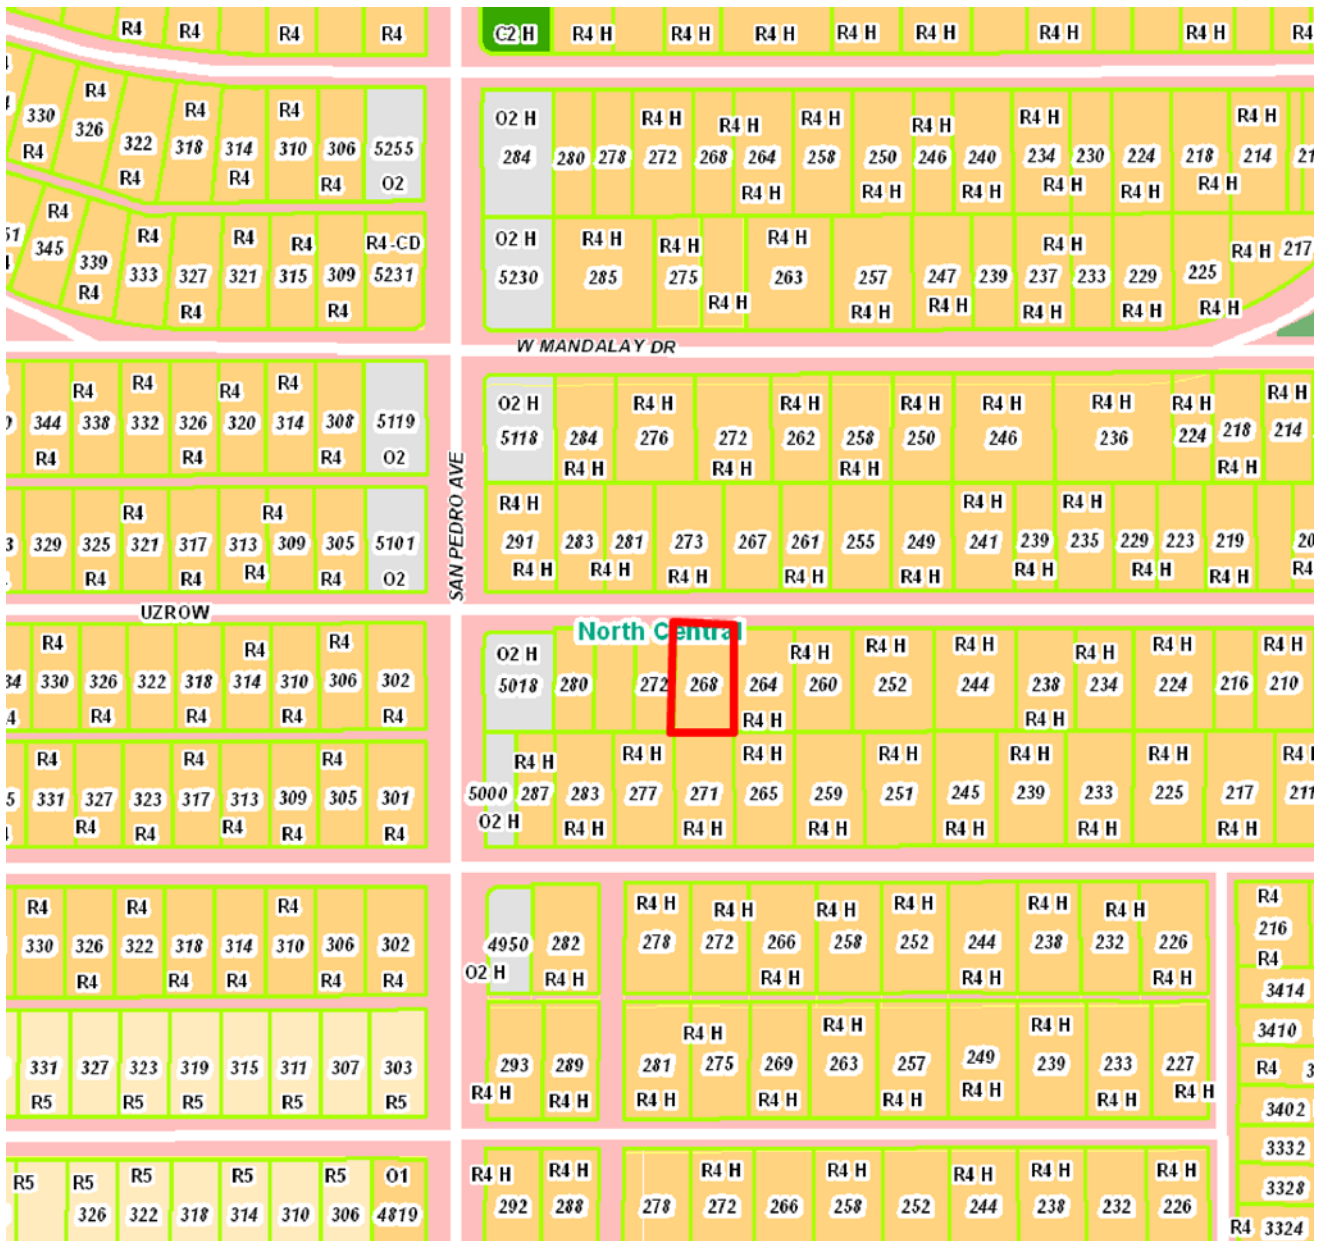 R4 R4 R4 R4 C2 H R4 H R4 H R4 H R4 H R4 H R4 H R4 H R4
R4 R4 R4 O2 H R4 H R4 H R4 H R4 H R4 H R4 H
330 326 322 318 314 310 306 5255 284 280 278 272 268 264 258 250 246 240 234 230 224 218 214 21
R4 R4 R4 R4 O2 R4 H R4 H R4 H R4 H R4 H R4 H
R4 R4 R4 R4 R4-CD O2 H R4 H R4 H R4 H R4 H R4 H 217
51 345 339 333 327 321 315 309 5231 5230 285 275 263 257 247 239 237 233 229 225
R4 R4 R4 R4 H R4 H R4 H R4 H R4 H R4 H
W MANDALAY DR
R4 R4 R4 R4 O2 H R4 H R4 H R4 H R4 H R4 H R4 H R4 H
344 338 332 326 320 314 308 5119 5118 284 276 272 262 258 250 246 236 224 218 214
R4 R4 R4 O2 R4 H R4 H R4 H R4 H
SAN PEDRO AVE
R4 R4 R4 H R4 H R4 H
3 329 325 321 317 313 309 305 5101 291 283 281 273 267 261 255 249 241 239 235 229 223 219 20
R4 R4 R4 R4 O2 R4 H R4 H R4 H R4 H R4 H R4 H R4 H R4 H R4
UZROW
North Central
R4 R4 R4 O2 H R4 H R4 H R4 H R4 H R4 H R4 H
34 330 326 322 318 314 310 306 302 5018 280 272 268 264 260 252 244 238 234 224 216 210
4 R4 R4 R4 R4 R4 H R4 H
R4 R4 R4 R4 H R4 H R4 H R4 H R4 H R4 H R4
5 331 327 323 317 313 309 305 301 5000 287 283 277 271 265 259 251 245 239 233 225 217 211
R4 R4 R4 R4 R4 O2 H R4 H R4 H R4 H R4 H R4 H R4 H
R4 R4 R4 R4 H R4 H R4 H R4 H R4 H R4 H R4
330 326 322 318 314 310 306 302 4950 282 278 272 266 258 252 244 238 232 226 216
R4 R4 R4 R4 R4 O2 H R4 H R4 H R4 H R4 H R4
3414
R4 H R4 H R4 H 3410
331 327 323 319 315 311 307 303 293 289 281 275 269 263 257 249 239 233 227 R4 3
R5 R5 R5 R5 R5 R4 H R4 H R4 H R4 H R4 H R4 H R4 H R4 H 3402
3332
R5 R5 R5 R5 R5 O1 R4 H R4 H R4 H R4 H R4 H R4 H R4 H 3328
326 322 318 314 310 306 4819 292 288 278 272 266 258 252 244 238 232 226 R4 3324